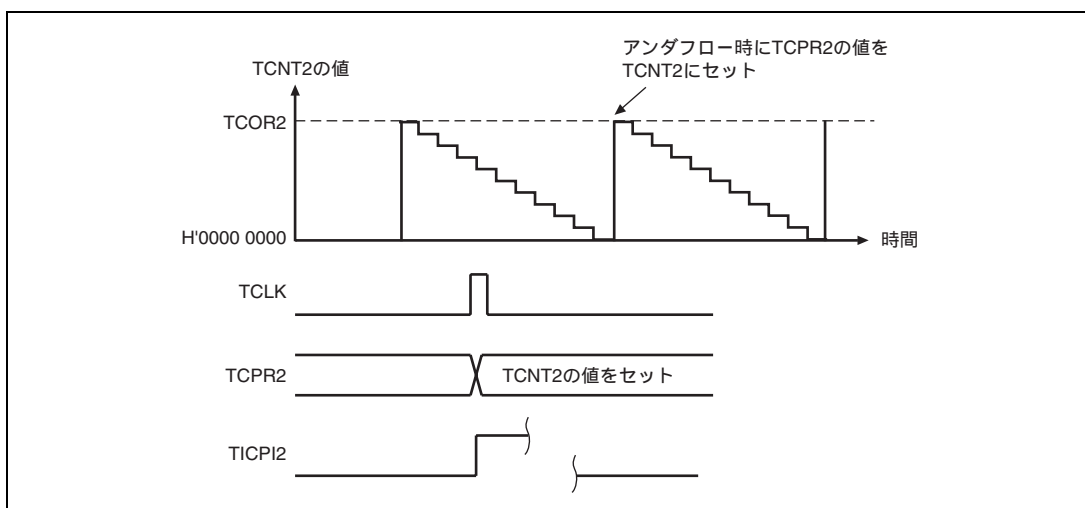 アンダフロー時にTCPR2の値を
TCNT2にセット
TCNT2の値
TCOR2
H'0000 0000
時間
TCLK
TCPR2
TCNT2の値をセット
TICPI2